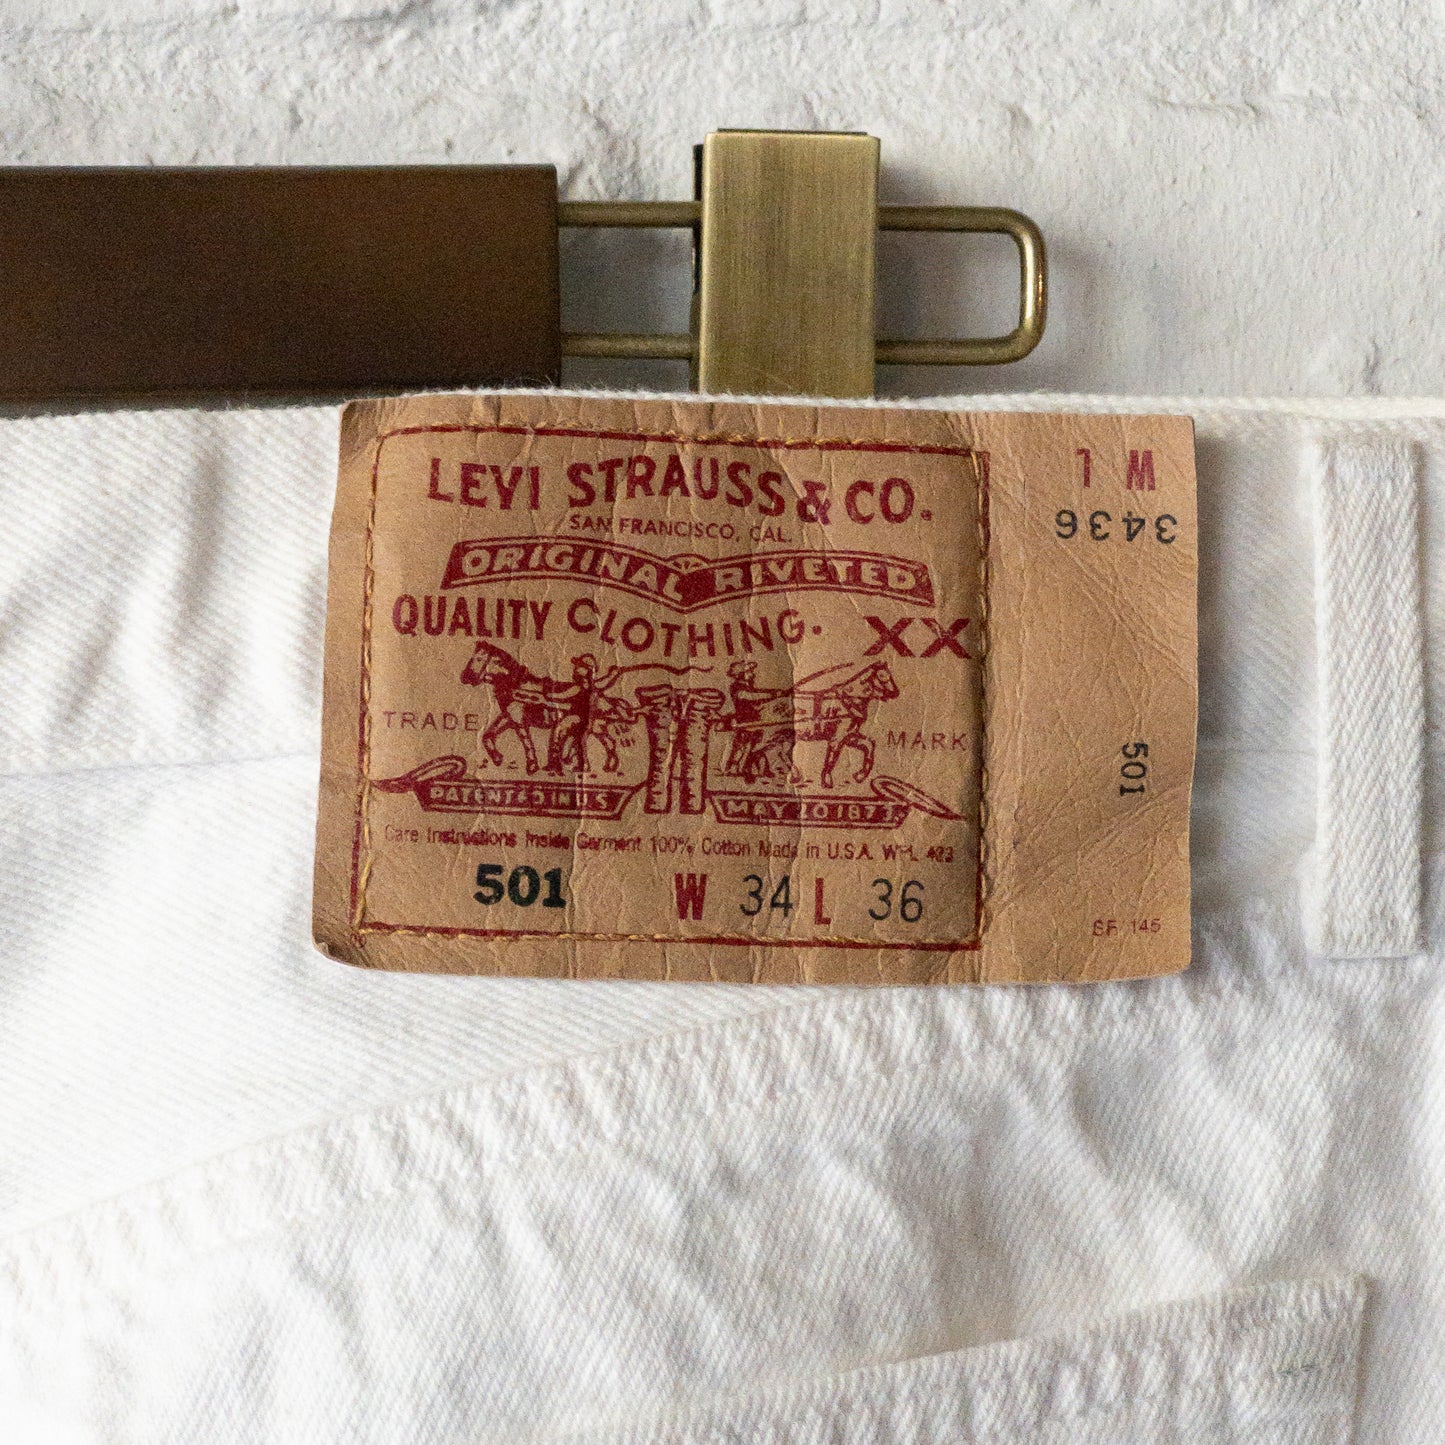 LEVI STRAUSS & CO.
SAN FRANCISCO, CAL.
ORIGINAL RIVETED
QUALITY CLOTHING. XX
TRADE MARK
PATENTED IN U.S. MAY 20 1873
Care Instructions Inside Garment 100% Cotton Made in U.S.A. WPL 423
501 W 34 L 36
W L
3436
501
SF 145